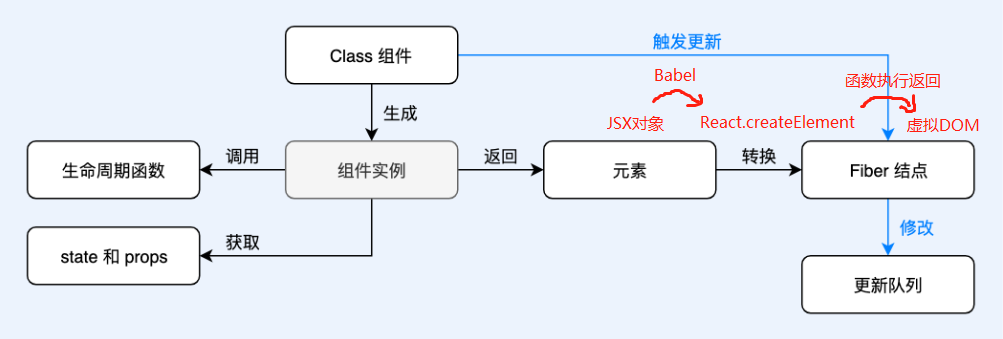 Class 组件
触发更新
Babel
函数执行返回
生成
JSX对象
React.createElement
虚拟DOM
生命周期函数
调用
组件实例
返回
元素
转换
Fiber 结点
state 和 props
获取
修改
更新队列